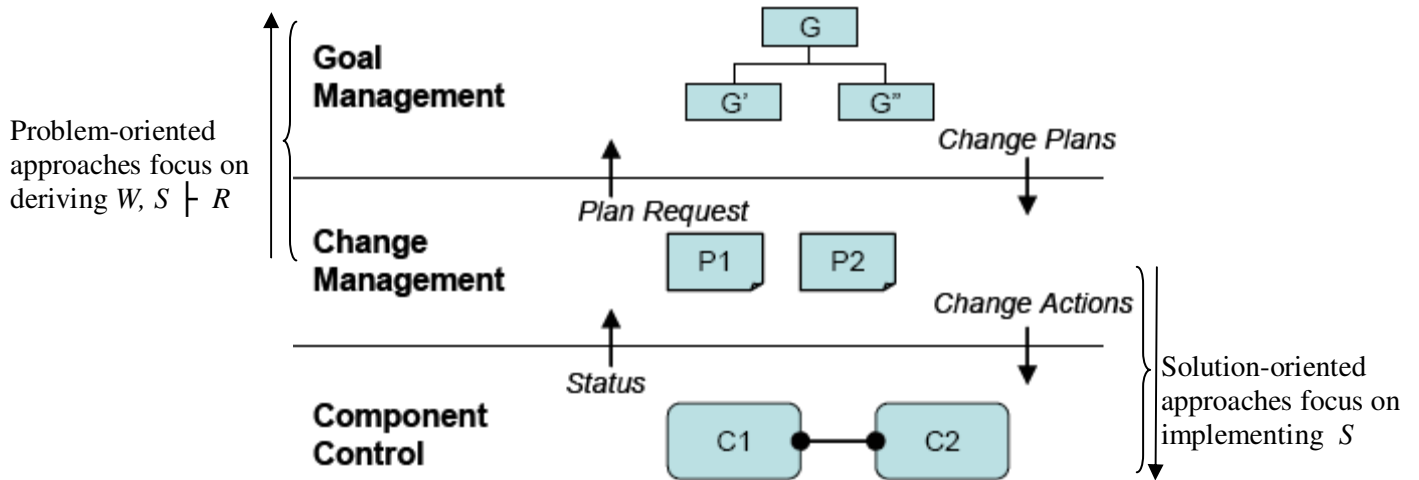 G
Goal
Management
G’
G”
Problem-oriented
approaches focus on
deriving W, S ├ R
Change Plans
Plan Request
Change
Management
P1
P2
Change Actions
Status
Solution-oriented
approaches focus on
implementing S
Component
Control
C1
C2